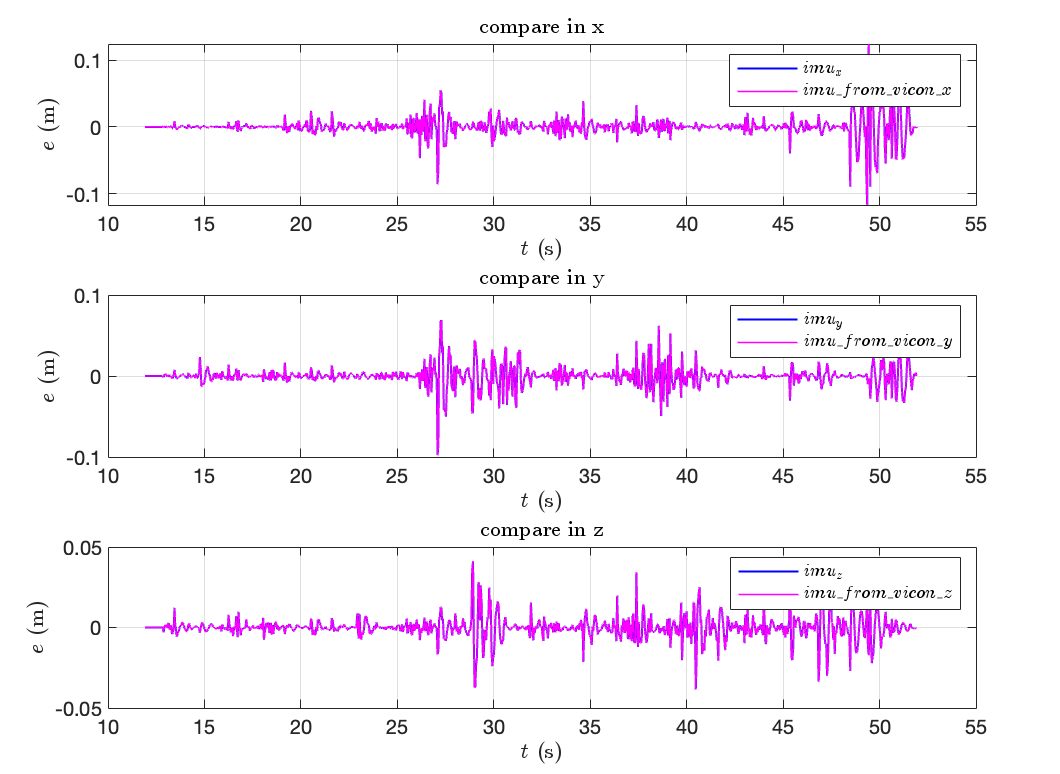 compare in x
0.1
0
-0.1
e (m)
imu_x
imu_from_vicon_x
10 15 20 25 30 35 40 45 50 55
t (s)
compare in y
0.1
0
-0.1
e (m)
imu_y
imu_from_vicon_y
10 15 20 25 30 35 40 45 50 55
t (s)
compare in z
0.05
0
-0.05
e (m)
imu_z
imu_from_vicon_z
10 15 20 25 30 35 40 45 50 55
t (s)